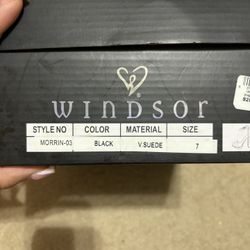 WINDSOR
STYLE NO COLOR MATERIAL SIZE
MORRIN-03 BLACK V.SUEDE 7